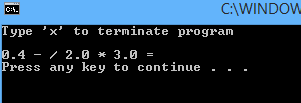 C:\WINDOW
Type 'x' to terminate program
0.4 - / 2.0 * 3.0 =
Press any key to continue . . .